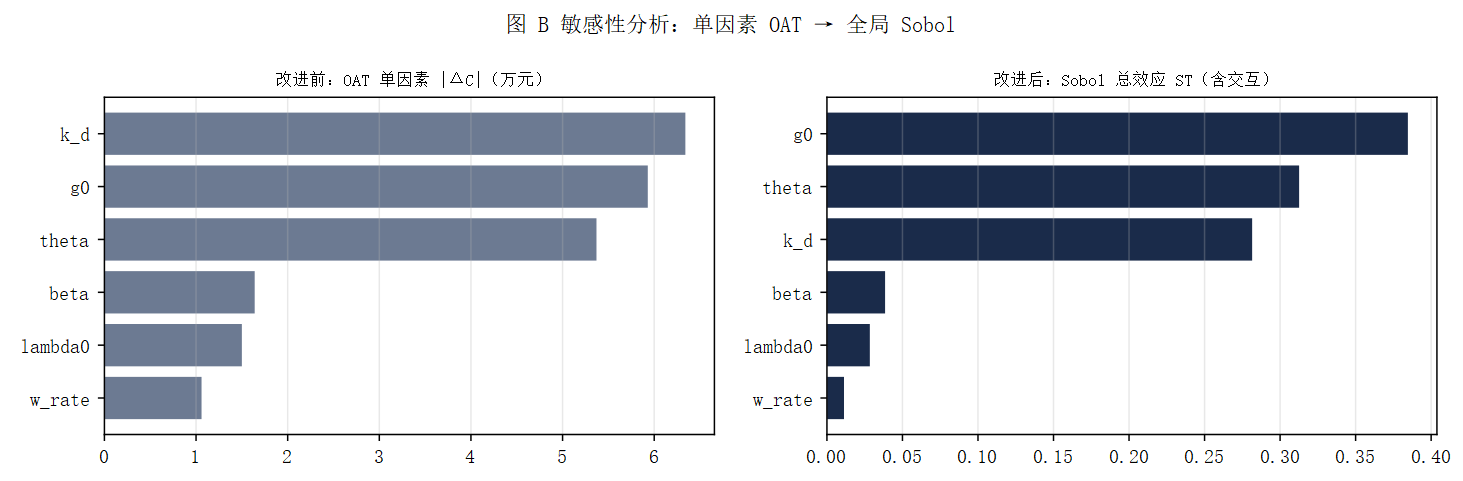 图 B 敏感性分析：单因素 OAT → 全局 Sobol
改进前：OAT 单因素 |△C|（万元）
k_d
g0
theta
beta
lambda0
w_rate
0 1 2 3 4 5 6
改进后：Sobol 总效应 ST（含交互）
g0
theta
k_d
beta
lambda0
w_rate
0.00 0.05 0.10 0.15 0.20 0.25 0.30 0.35 0.40